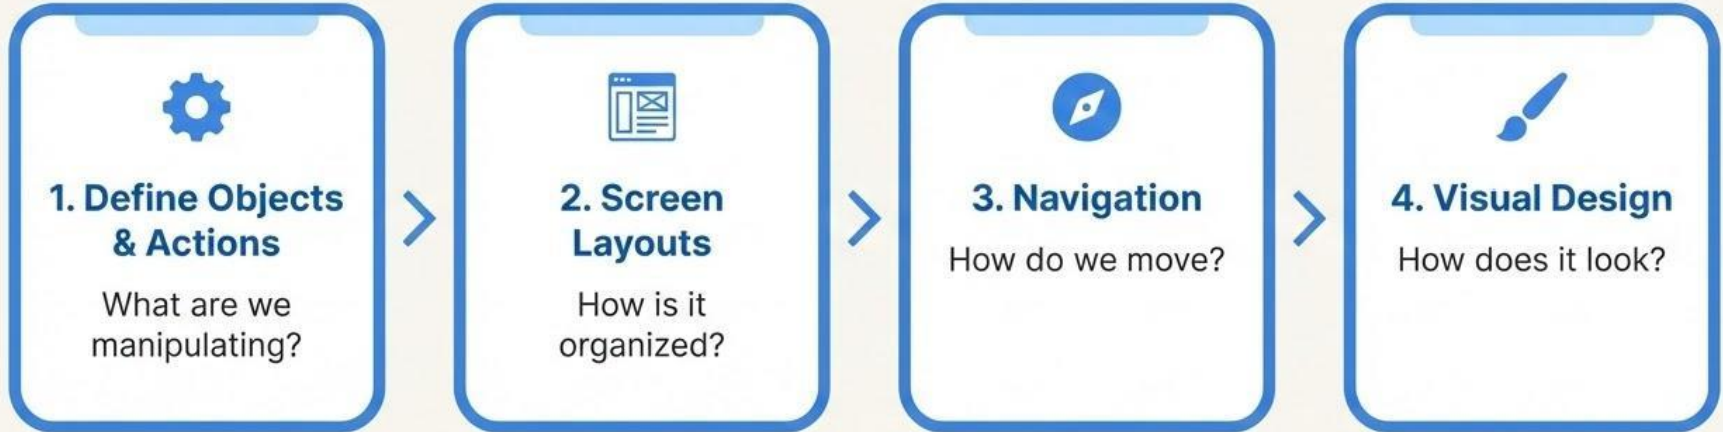 1. Define Objects
& Actions
What are we
manipulating?
2. Screen
Layouts
How is it
organized?
3. Navigation
How do we move?
4. Visual Design
How does it look?